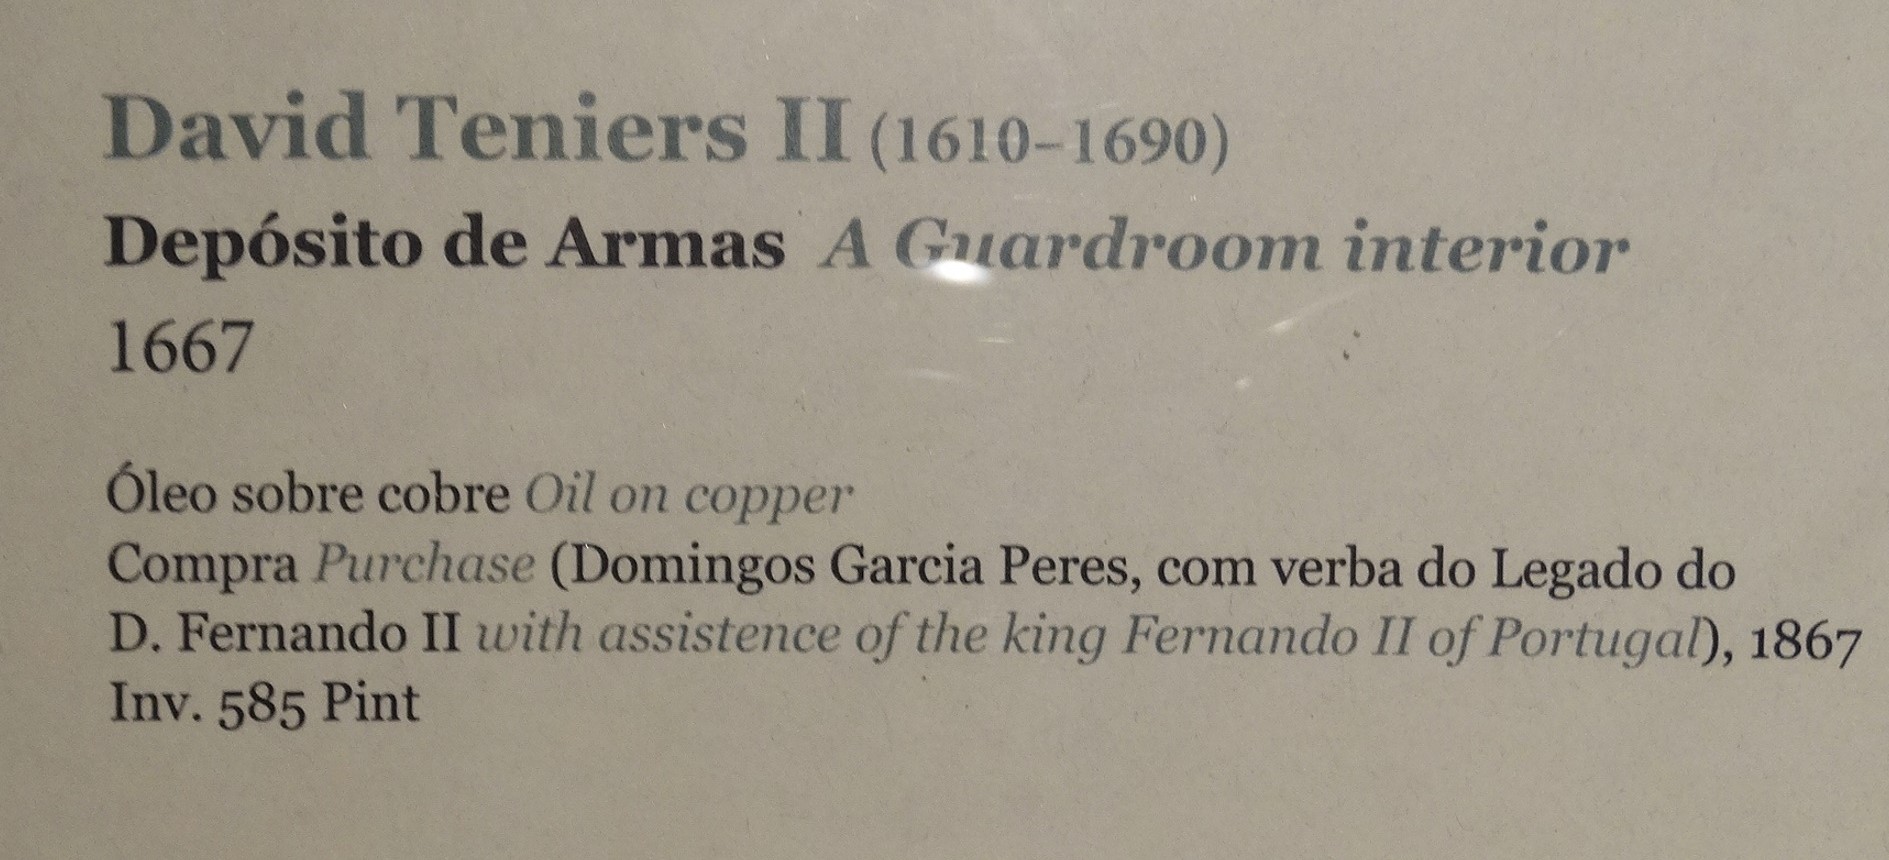 David Teniers II (1610–1690)
Depósito de Armas A Guardroom interior
1667
Óleo sobre cobre Oil on copper
Compra Purchase (Domingos Garcia Peres, com verba do Legado do
D. Fernando II with assistence of the king Fernando II of Portugal), 1867
Inv. 585 Pint